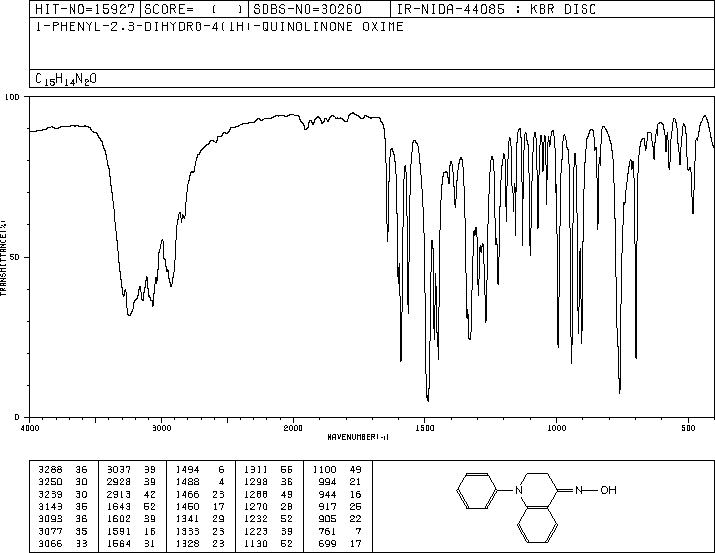 HIT-NO=15927 SCORE= ( ) SDBS-NO=30260 IR-NIDA-44085 : KBR DISC
1-PHENYL-2.3-DIHYDRO-4(1H)-QUINOLINONE OXIME
C15H14N2O
100
50
0
TRANSMITTANCE(%)
4000 3000 2000 1500 1000 500
WAVENUMBER(-1)
3288 36 3037 39 1494 6 1311 55 1100 49
3250 30 2928 39 1488 4 1298 36 994 21
3239 30 2913 42 1466 23 1288 49 944 16
3143 35 1643 52 1450 17 1270 28 917 25
3093 36 1602 39 1341 29 1232 52 905 22
3077 35 1591 16 1333 23 1223 39 761 7
3066 33 1564 31 1328 23 1130 52 699 17
N N OH